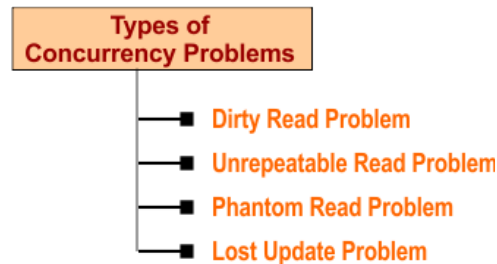 Types of
Concurrency Problems
Dirty Read Problem
Unrepeatable Read Problem
Phantom Read Problem
Lost Update Problem